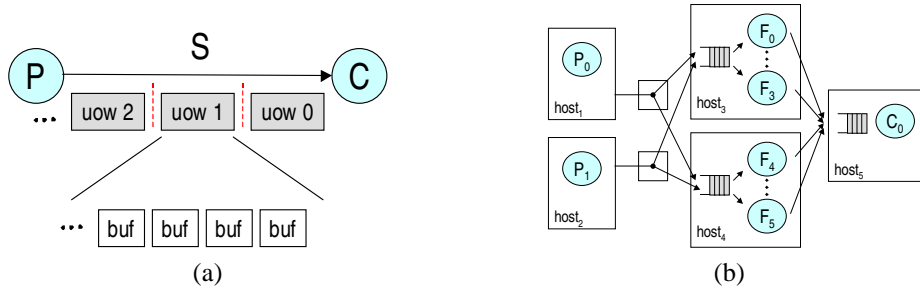 S
P
C
uow 2
uow 1
uow 0
...
... buf buf buf buf
(a)
P0
host1
P1
host2
F0
F3
host3
F4
F5
host4
C0
host5
(b)